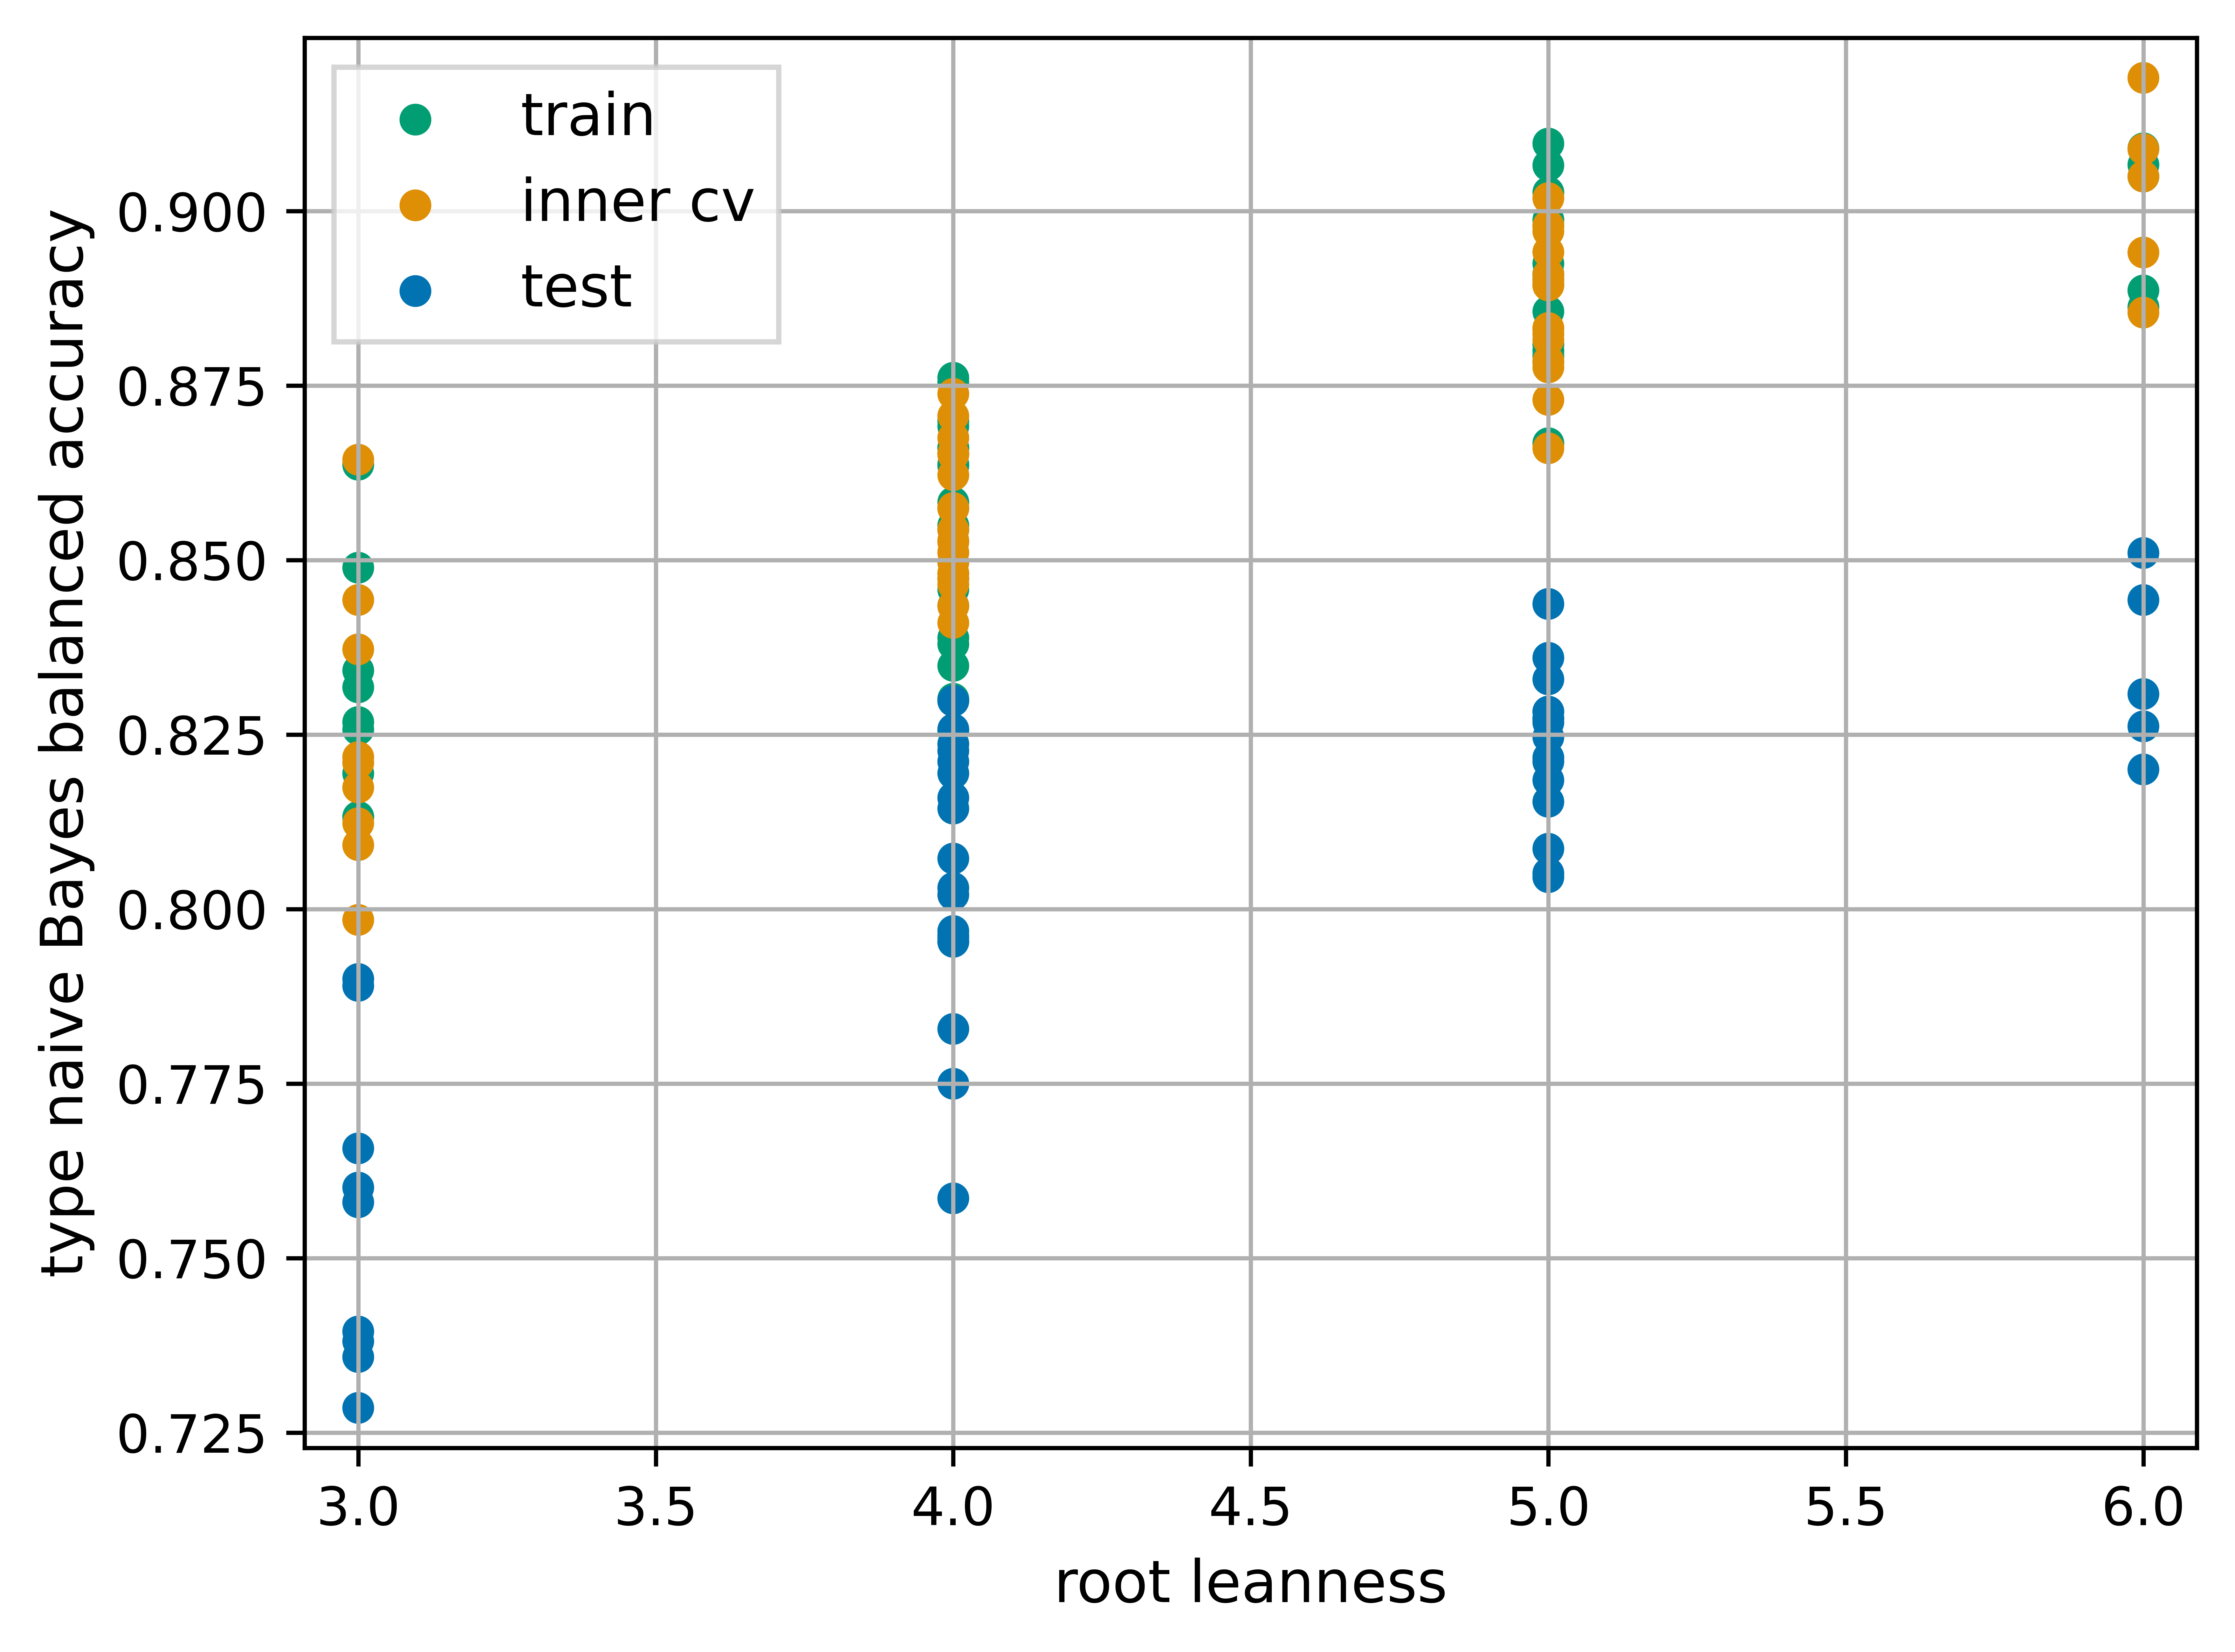 train
inner cv
test
type naive Bayes balanced accuracy
0.900
0.875
0.850
0.825
0.800
0.775
0.750
0.725
3.0 3.5 4.0 4.5 5.0 5.5 6.0
root leanness